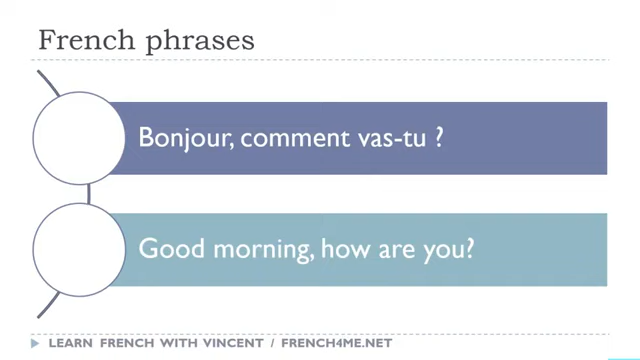 French phrases
Bonjour, comment vas-tu ?
Good morning, how are you?
LEARN FRENCH WITH VINCENT / FRENCH4ME.NET